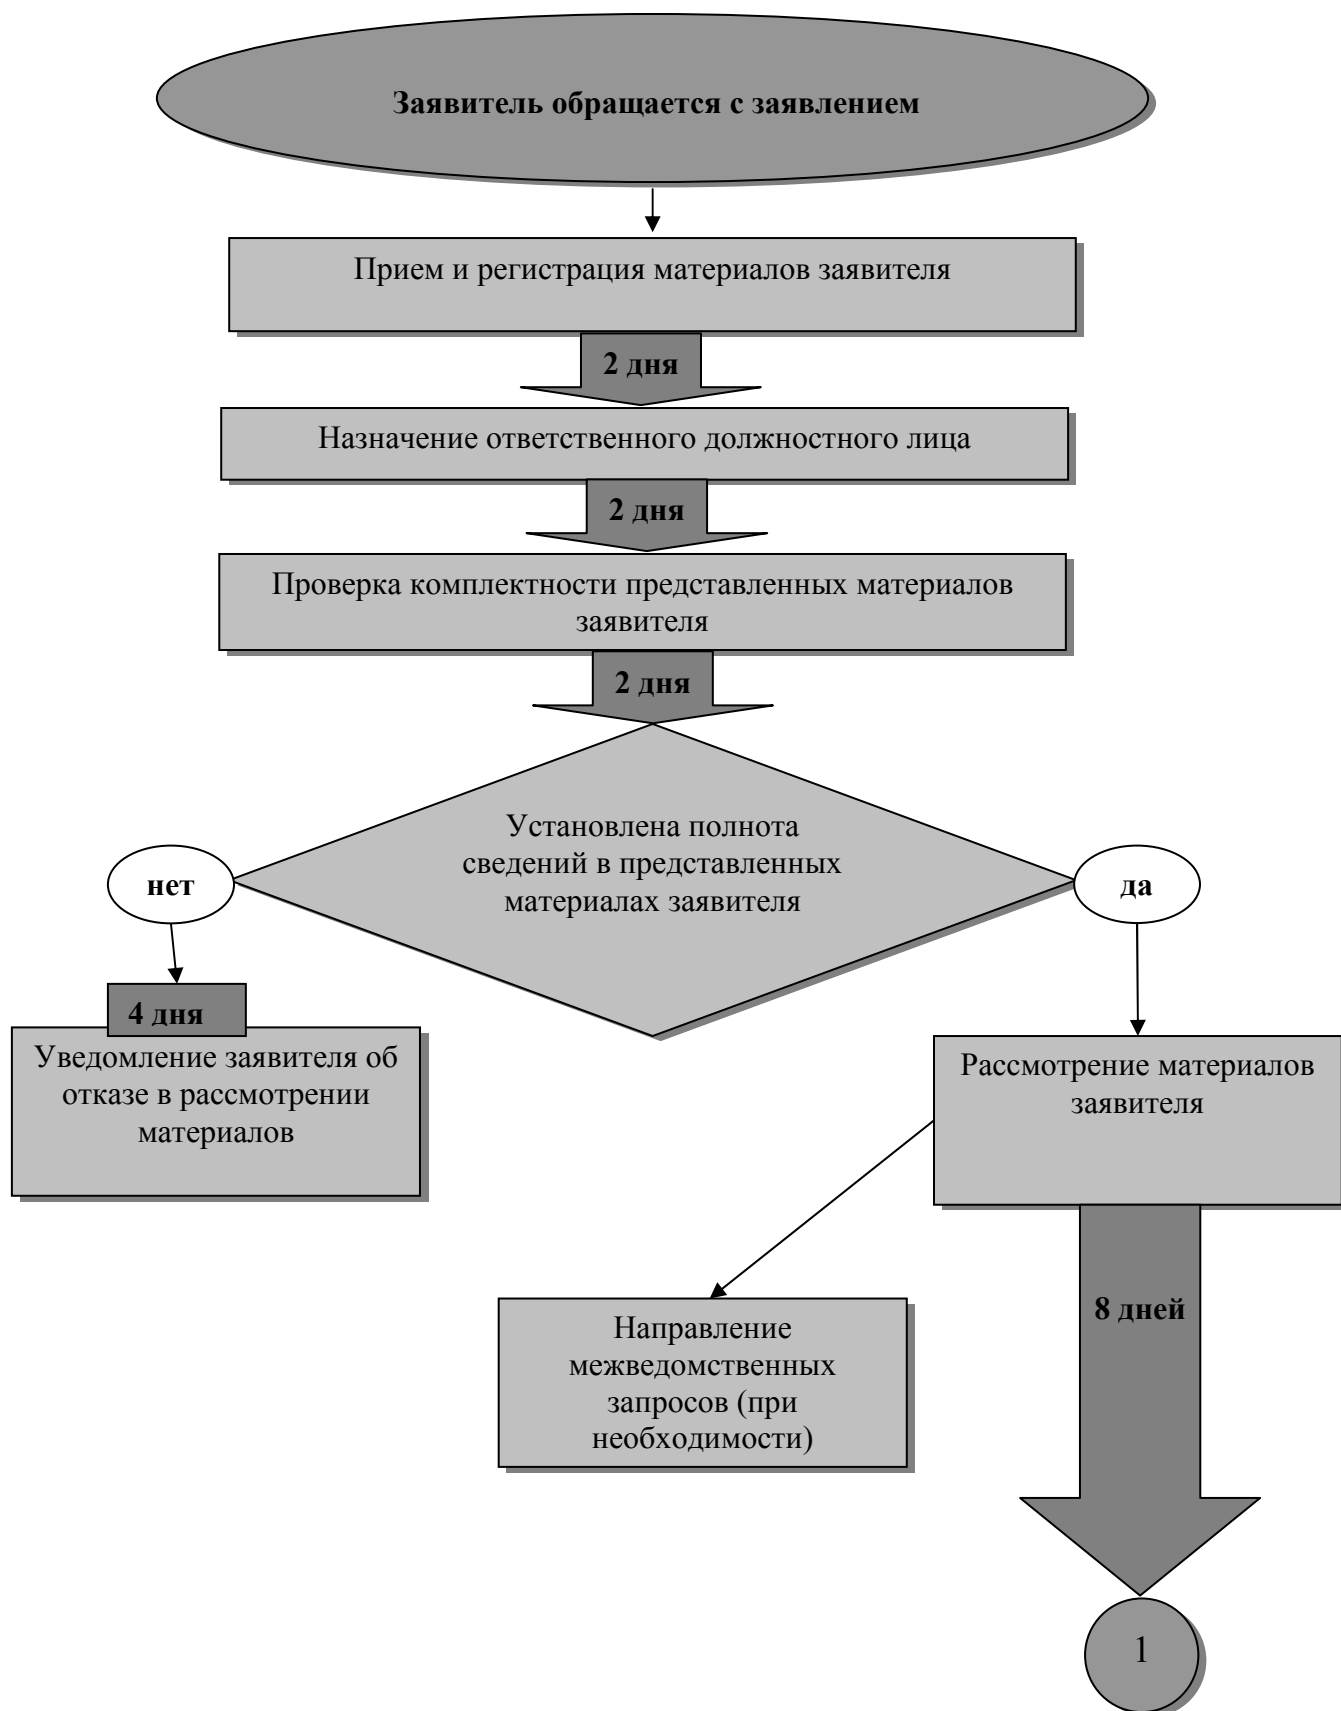 Заявитель обращается с заявлением
Прием и регистрация материалов заявителя
2 дня
Назначение ответственного должностного лица
2 дня
Проверка комплектности представленных материалов
заявителя
2 дня
Установлена полнота
сведений в представленных
материалах заявителя
нет
да
4 дня
Уведомление заявителя об
отказе в рассмотрении
материалов
Рассмотрение материалов
заявителя
Направление
межведомственных
запросов (при
необходимости)
8 дней
1